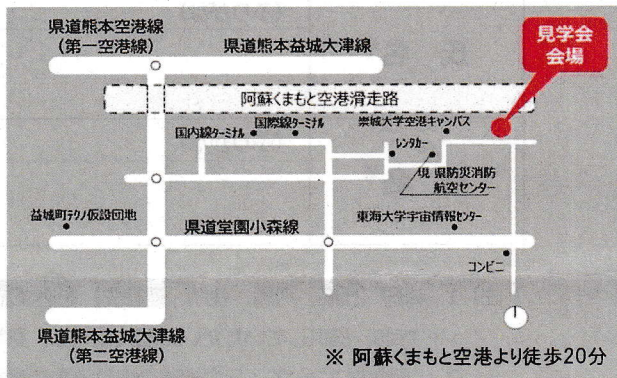 県道熊本空港線
(第一空港線)
県道熊本益城大津線
見学会
会場
阿蘇くまもと空港滑走路
国内線ターミナル
国際線ターミナル
崇城大学空港キャンパス
レンタカー
現 県防災消防
航空センター
益城町テクノ仮設団地
県道堂園小森線
東海大学宇宙情報センター
コンビニ
県道熊本益城大津線
(第二空港線)
※ 阿蘇くまもと空港より徒歩20分